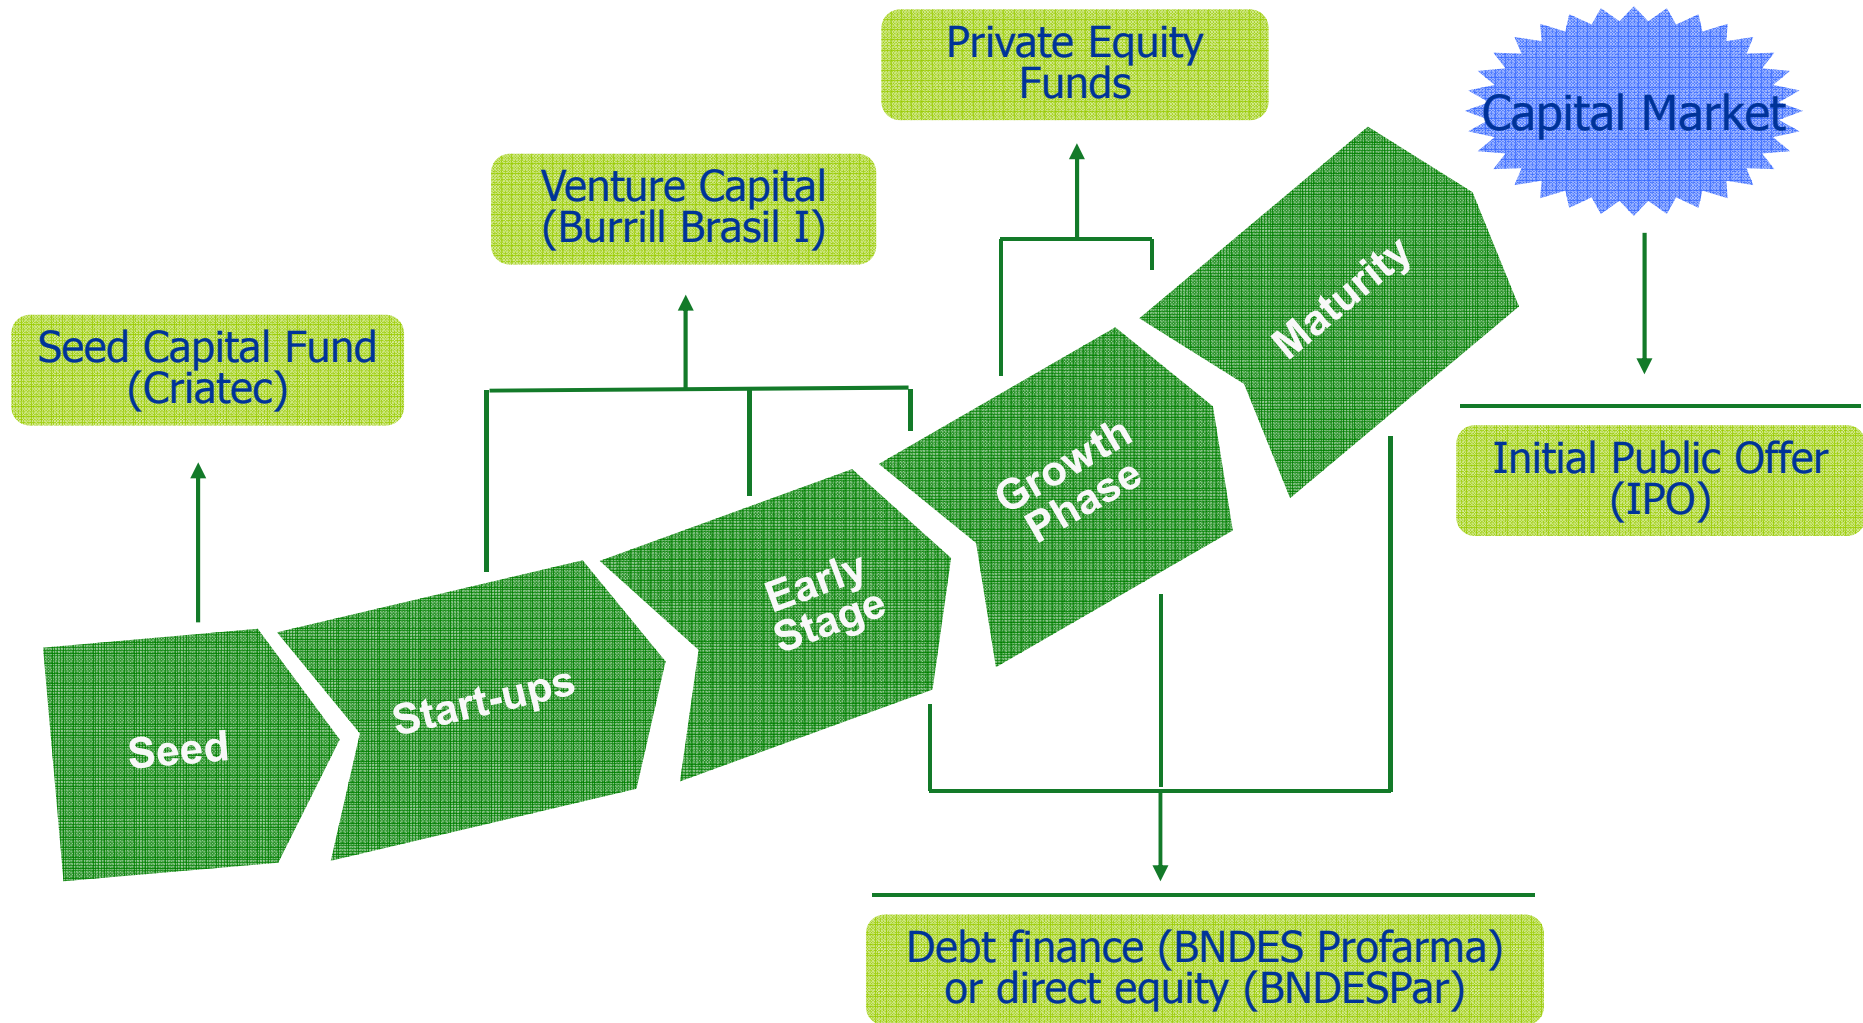 Private Equity
Funds
Capital Market
Venture Capital
(Burrill Brasil I)
Seed Capital Fund
(Criatec)
Maturity
Initial Public Offer
(IPO)
Growth
Phase
Early
Stage
Start-ups
Seed
Debt finance (BNDES Profarma)
or direct equity (BNDESPar)